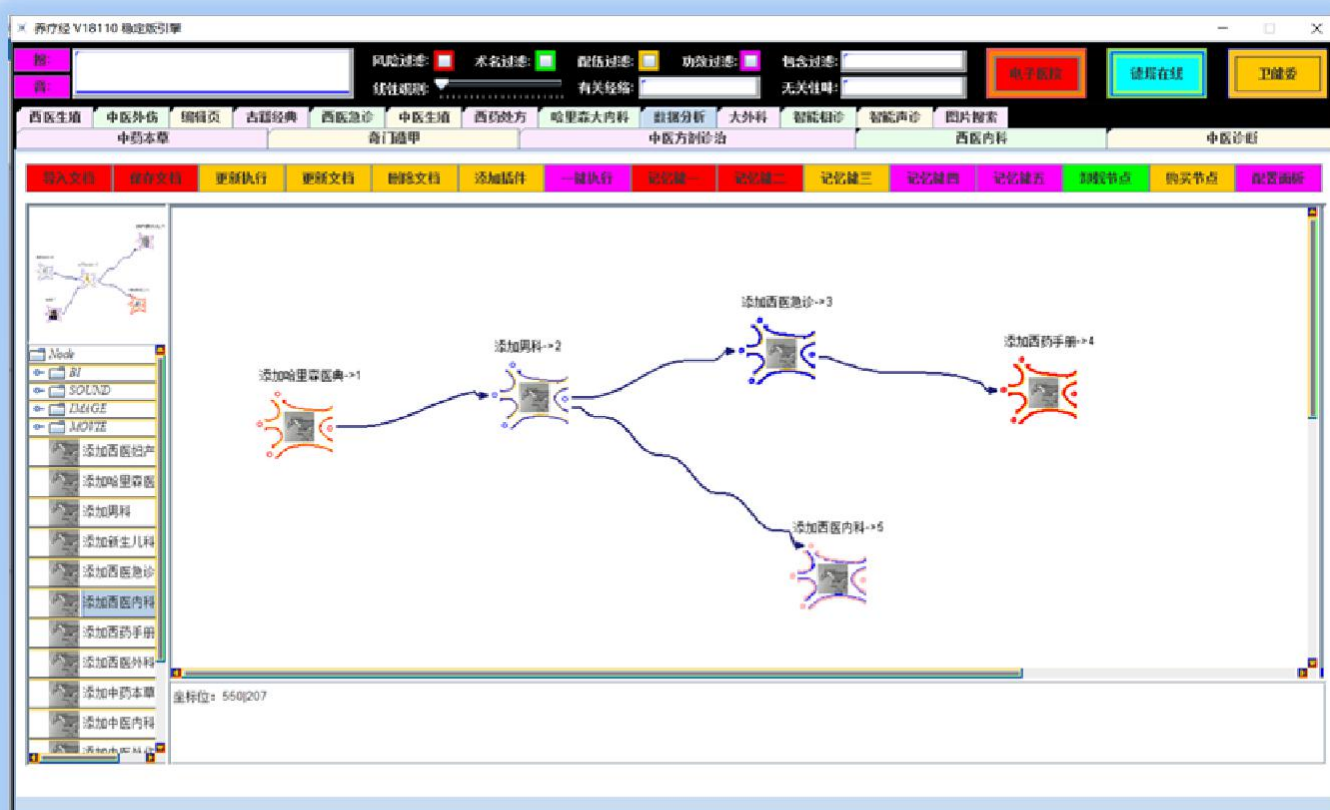 养疗经 V18110 稳定版引擎
搜:
风险过滤: 术名过滤: 配伍过滤: 功效过滤: 包含过滤:
音:
线性观测: 有关经络: 无关性味:
电子医院 德塔在线 卫健委
西医生殖 中医外伤 编辑页 古籍经典 西医急诊 中医生殖 西药处方 哈里森大内科 数据分析 大外科 智能相诊 智能声诊 图片搜索
中药本草 奇门遁甲 中医方剂诊治 西医内科 中医诊断
导入文档 保存文档 更新执行 更新文档 删除文档 添加插件 一键执行 记忆键一 记忆键二 记忆键三 记忆键四 记忆键五 卸载节点 购买节点 配置面板
添加西医急诊->3
添加西药手册->4
添加男科->2
添加哈里森医典->1
添加西医内科->5
Node
BI
SOUND
IMAGE
MOVIE
添加西医妇产
添加哈里森医
添加男科
添加新生儿科
添加西医急诊
添加西医内科
添加西药手册
添加西医外科
添加中药本草
添加中医内科
添加中医外伤
坐标位: 550|207